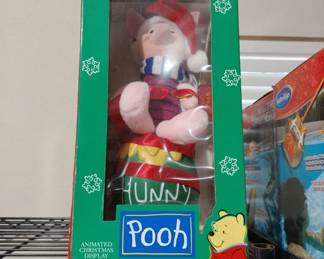 HUNNY
Pooh
ANIMATED
CHRISTMAS
DISPLAY